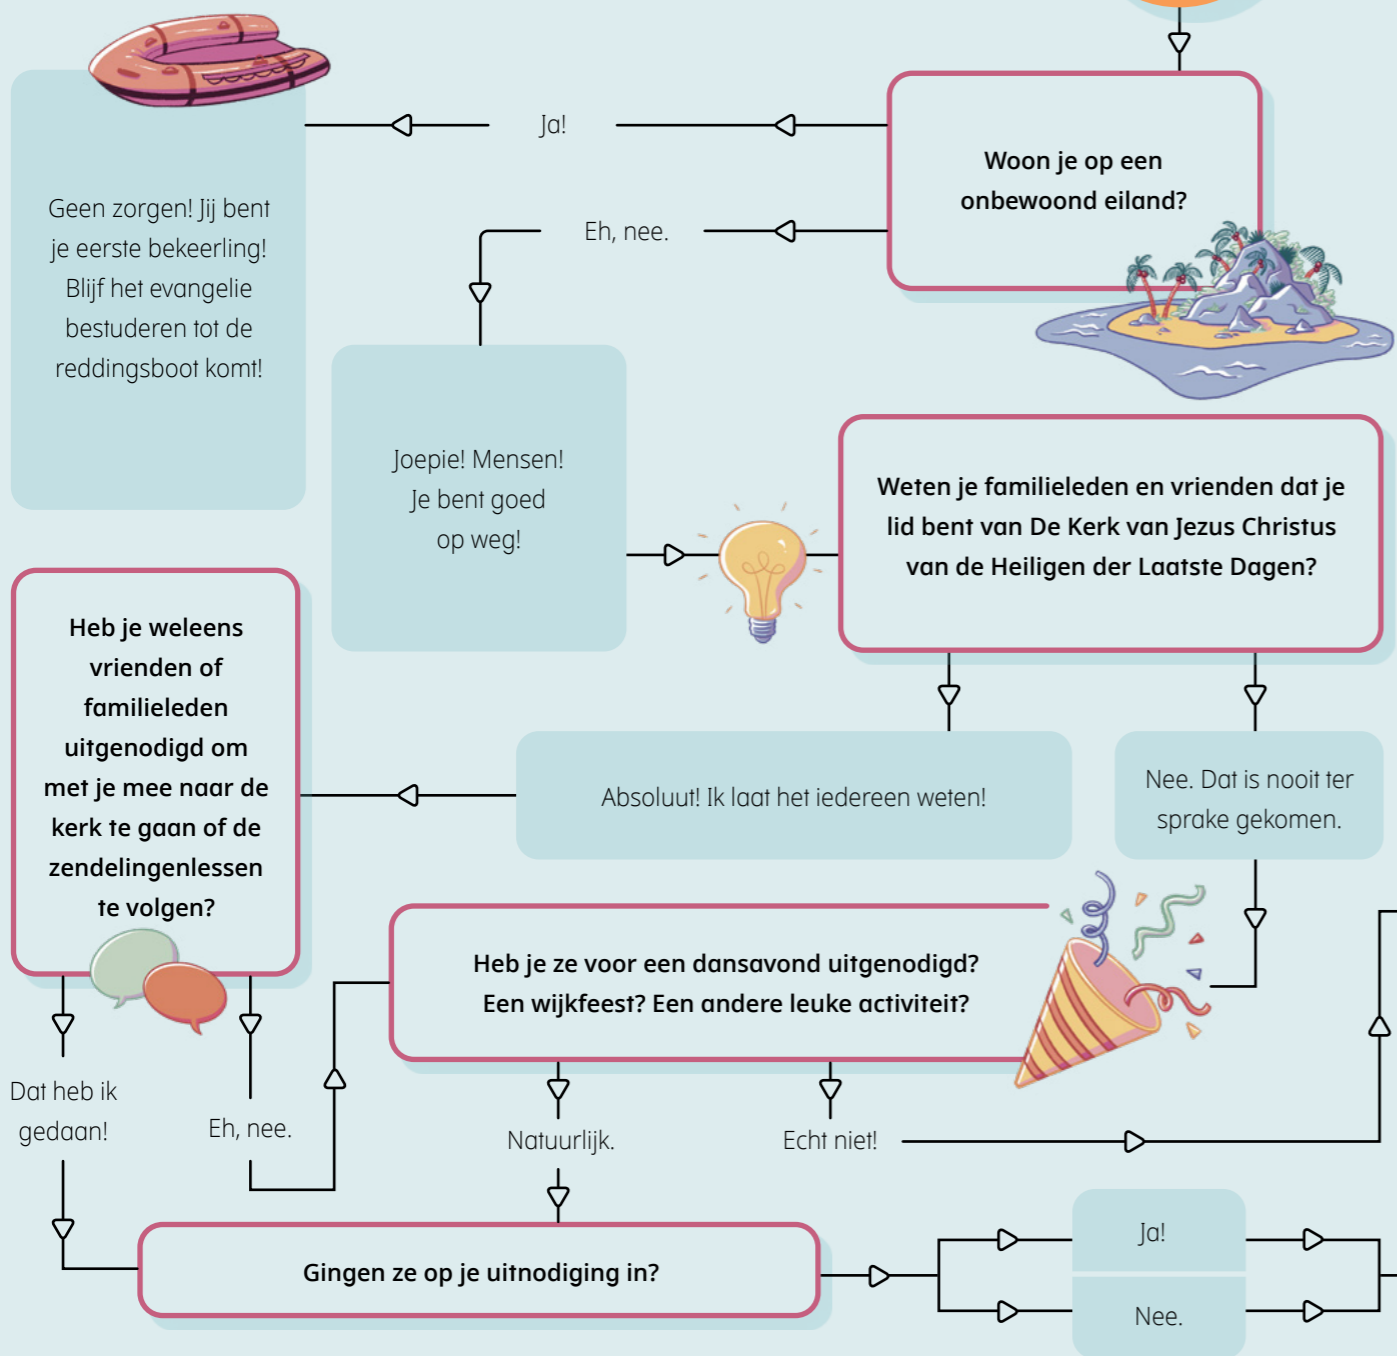 Woon je op een
onbewoond eiland?
Ja!
Geen zorgen! Jij bent
je eerste bekeerling!
Blijf het evangelie
bestuderen tot de
reddingsboot komt!
Eh, nee.
Joepie! Mensen!
Je bent goed
op weg!
Weten je familieleden en vrienden dat je
lid bent van De Kerk van Jezus Christus
van de Heiligen der Laatste Dagen?
Absoluut! Ik laat het iedereen weten!
Nee. Dat is nooit ter
sprake gekomen.
Heb je weleens
vrienden of
familieleden
uitgenodigd om
met je mee naar de
kerk te gaan of de
zendelingenlessen
te volgen?
Dat heb ik
gedaan!
Eh, nee.
Heb je ze voor een dansavond uitgenodigd?
Een wijkfeest? Een andere leuke activiteit?
Natuurlijk.
Echt niet!
Gingen ze op je uitnodiging in?
Ja!
Nee.